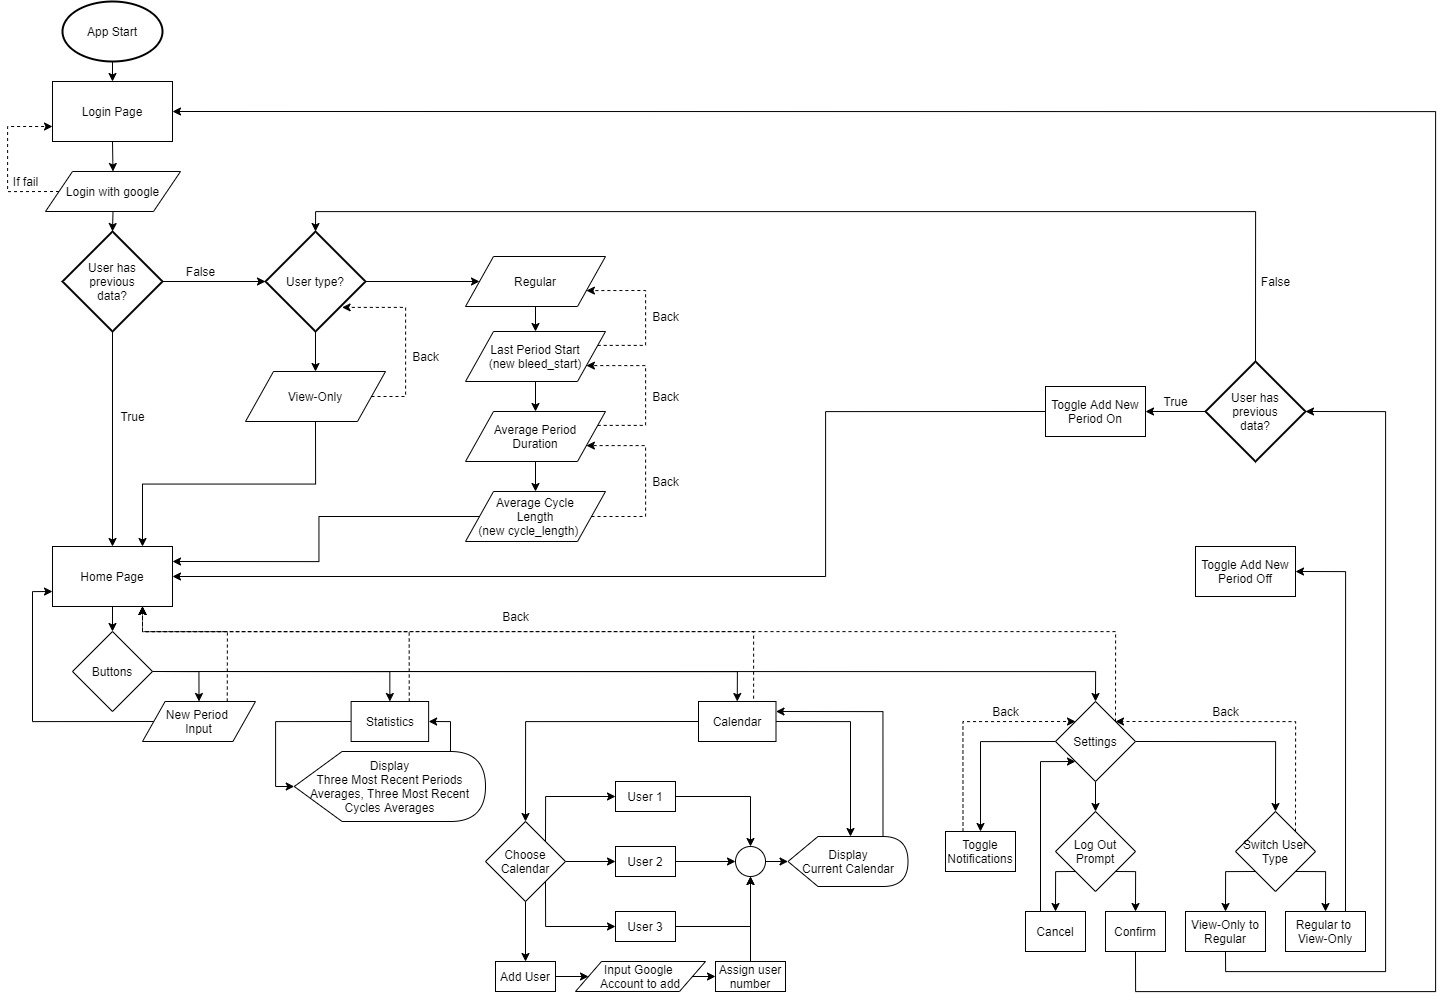 App Start
Login Page
If fail
Login with google
User has
previous
data?
False
User type?
Regular
False
Back
Last Period Start
(new bleed_start)
Back
View-Only
True
Back
Average Period
Duration
Toggle Add New
Period On
True
User has
previous
data?
Back
Average Cycle
Length
(new cycle_length)
Home Page
Toggle Add New
Period Off
Back
Buttons
New Period
Input
Statistics
Calendar
Back
Settings
Back
Display
Three Most Recent Periods
Averages, Three Most Recent
Cycles Averages
User 1
Choose
Calendar
User 2
Display
Current Calendar
Toggle
Notifications
Log Out
Prompt
Switch User
Type
User 3
Cancel
Confirm
View-Only to
Regular
Regular to
View-Only
Add User
Input Google
Account to add
Assign user
number